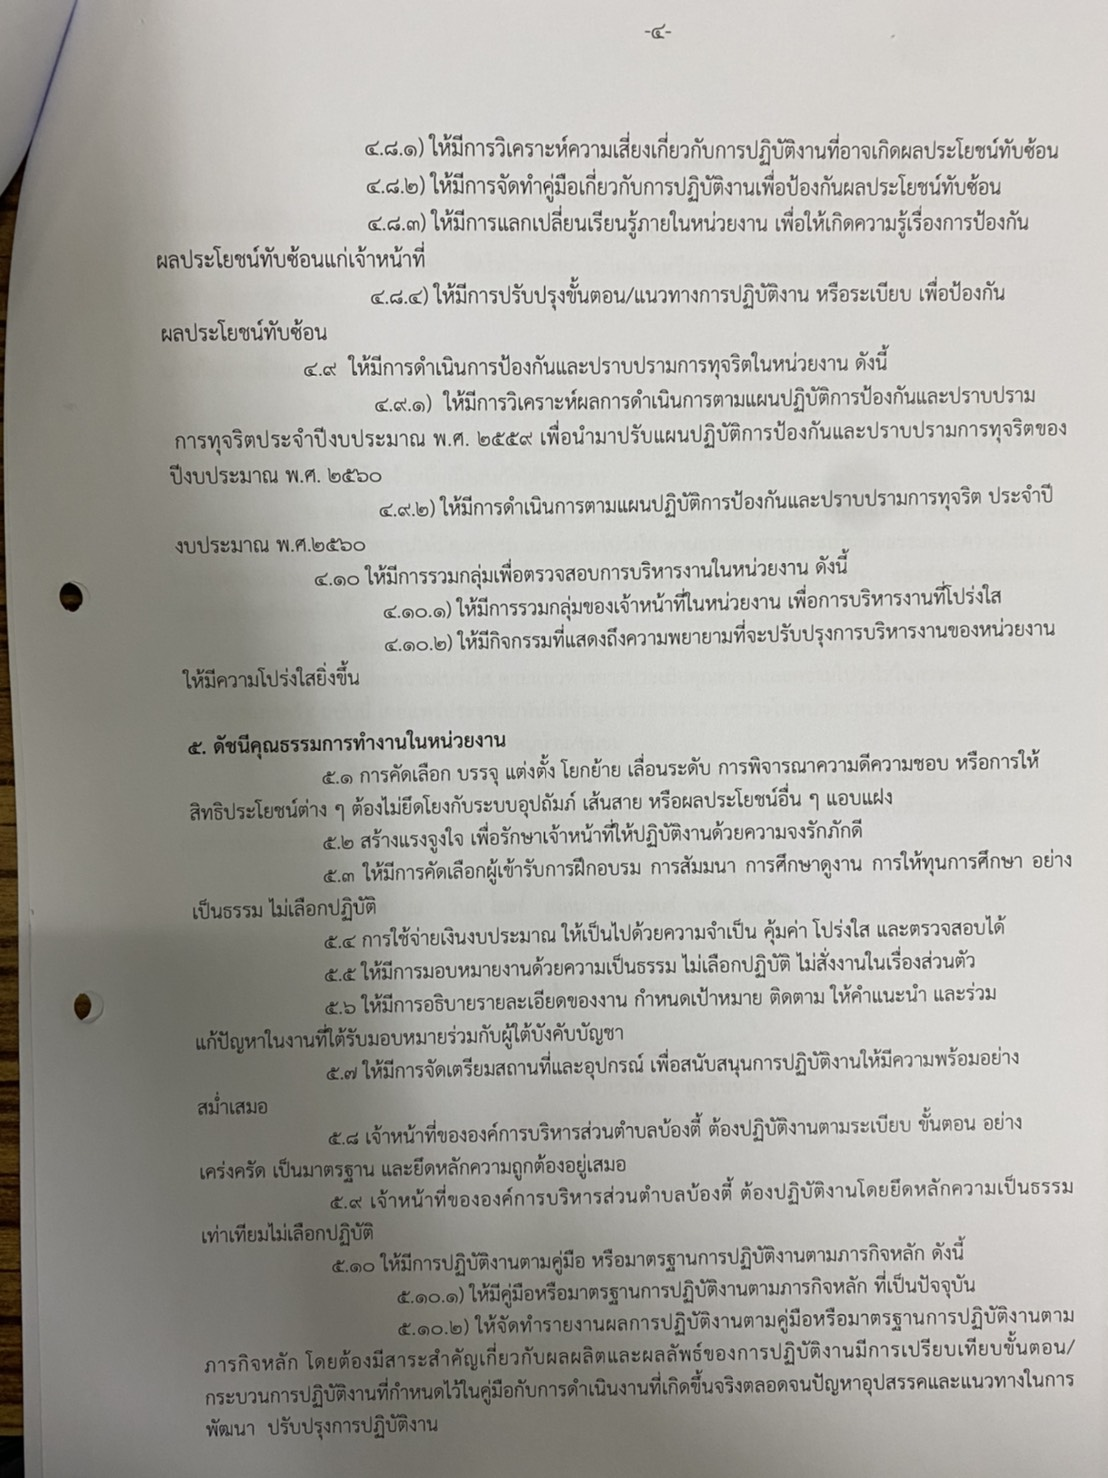 -๔-
๔.๘.๑) ให้มีการวิเคราะห์ความเสี่ยงเกี่ยวกับการปฏิบัติงานที่อาจเกิดผลประโยชน์ทับซ้อน
๔.๘.๒) ให้มีการจัดทำคู่มือเกี่ยวกับการปฏิบัติงานเพื่อป้องกันผลประโยชน์ทับซ้อน
๔.๘.๓) ให้มีการแลกเปลี่ยนเรียนรู้ภายในหน่วยงาน เพื่อให้เกิดความรู้เรื่องการป้องกัน
ผลประโยชน์ทับซ้อนแก่เจ้าหน้าที่
๔.๘.๔) ให้มีการปรับปรุงขั้นตอน/แนวทางการปฏิบัติงาน หรือระเบียบ เพื่อป้องกัน
ผลประโยชน์ทับซ้อน
๔.๙ ให้มีการดำเนินการป้องกันและปราบปรามการทุจริตในหน่วยงาน ดังนี้
๔.๙.๑) ให้มีการวิเคราะห์ผลการดำเนินการตามแผนปฏิบัติการป้องกันและปราบปราม
การทุจริตประจำปีงบประมาณ พ.ศ. ๒๕๕๙ เพื่อนำมาปรับแผนปฏิบัติการป้องกันและปราบปรามการทุจริตของ
ปีงบประมาณ พ.ศ. ๒๕๖๐
๔.๙.๒) ให้มีการดำเนินการตามแผนปฏิบัติการป้องกันและปราบปรามการทุจริต ประจำปี
งบประมาณ พ.ศ.๒๕๖๐
๔.๑๐ ให้มีการรวมกลุ่มเพื่อตรวจสอบการบริหารงานในหน่วยงาน ดังนี้
๔.๑๐.๑) ให้มีการรวมกลุ่มของเจ้าหน้าที่ในหน่วยงาน เพื่อการบริหารงานที่โปร่งใส
๔.๑๐.๒) ให้มีกิจกรรมที่แสดงถึงความพยายามที่จะปรับปรุงการบริหารงานของหน่วยงาน
ให้มีความโปร่งใสยิ่งขึ้น
๕. ดัชนีคุณธรรมการทำงานในหน่วยงาน
๕.๑ การคัดเลือก บรรจุ แต่งตั้ง โยกย้าย เลื่อนระดับ การพิจารณาความดีความชอบ หรือการให้
สิทธิประโยชน์ต่าง ๆ ต้องไม่ยึดโยงกับระบบอุปถัมภ์ เส้นสาย หรือผลประโยชน์อื่น ๆ แอบแฝง
๕.๒ สร้างแรงจูงใจ เพื่อรักษาเจ้าหน้าที่ให้ปฏิบัติงานด้วยความจงรักภักดี
๕.๓ ให้มีการคัดเลือกผู้เข้ารับการฝึกอบรม การสัมมนา การศึกษาดูงาน การให้ทุนการศึกษา อย่าง
เป็นธรรม ไม่เลือกปฏิบัติ
๕.๔ การใช้จ่ายเงินงบประมาณ ให้เป็นไปด้วยความจำเป็น คุ้มค่า โปร่งใส และตรวจสอบได้
๕.๕ ให้มีการมอบหมายงานด้วยความเป็นธรรม ไม่เลือกปฏิบัติ ไม่สั่งงานในเรื่องส่วนตัว
๕.๖ ให้มีการอธิบายรายละเอียดของงาน กำหนดเป้าหมาย ติดตาม ให้คำแนะนำ และร่วม
แก้ปัญหาในงานที่ใต้รับมอบหมายร่วมกับผู้ใต้บังคับบัญชา
๕.๗ ให้มีการจัดเตรียมสถานที่และอุปกรณ์ เพื่อสนับสนุนการปฏิบัติงานให้มีความพร้อมอย่าง
สม่ำเสมอ
๕.๘ เจ้าหน้าที่ขององค์การบริหารส่วนตำบลบ้องตี้ ต้องปฏิบัติงานตามระเบียบ ขั้นตอน อย่าง
เคร่งครัด เป็นมาตรฐาน และยึดหลักความถูกต้องอยู่เสมอ
๕.๙ เจ้าหน้าที่ขององค์การบริหารส่วนตำบลบ้องตี้ ต้องปฏิบัติงานโดยยึดหลักความเป็นธรรม
เท่าเทียมไม่เลือกปฏิบัติ
๕.๑๐ ให้มีการปฏิบัติงานตามคู่มือ หรือมาตรฐานการปฏิบัติงานตามภารกิจหลัก ดังนี้
๕.๑๐.๑) ให้มีคู่มือหรือมาตรฐานการปฏิบัติงานตามภารกิจหลัก ที่เป็นปัจจุบัน
๕.๑๐.๒) ให้จัดทำรายงานผลการปฏิบัติงานตามคู่มือหรือมาตรฐานการปฏิบัติงานตาม
ภารกิจหลัก โดยต้องมีสาระสำคัญเกี่ยวกับผลผลิตและผลลัพธ์ของการปฏิบัติงานมีการเปรียบเทียบขั้นตอน/
กระบวนการปฏิบัติงานที่กำหนดไว้ในคู่มือกับการดำเนินงานที่เกิดขึ้นจริงตลอดจนปัญหาอุปสรรคและแนวทางในการ
พัฒนา ปรับปรุงการปฏิบัติงาน